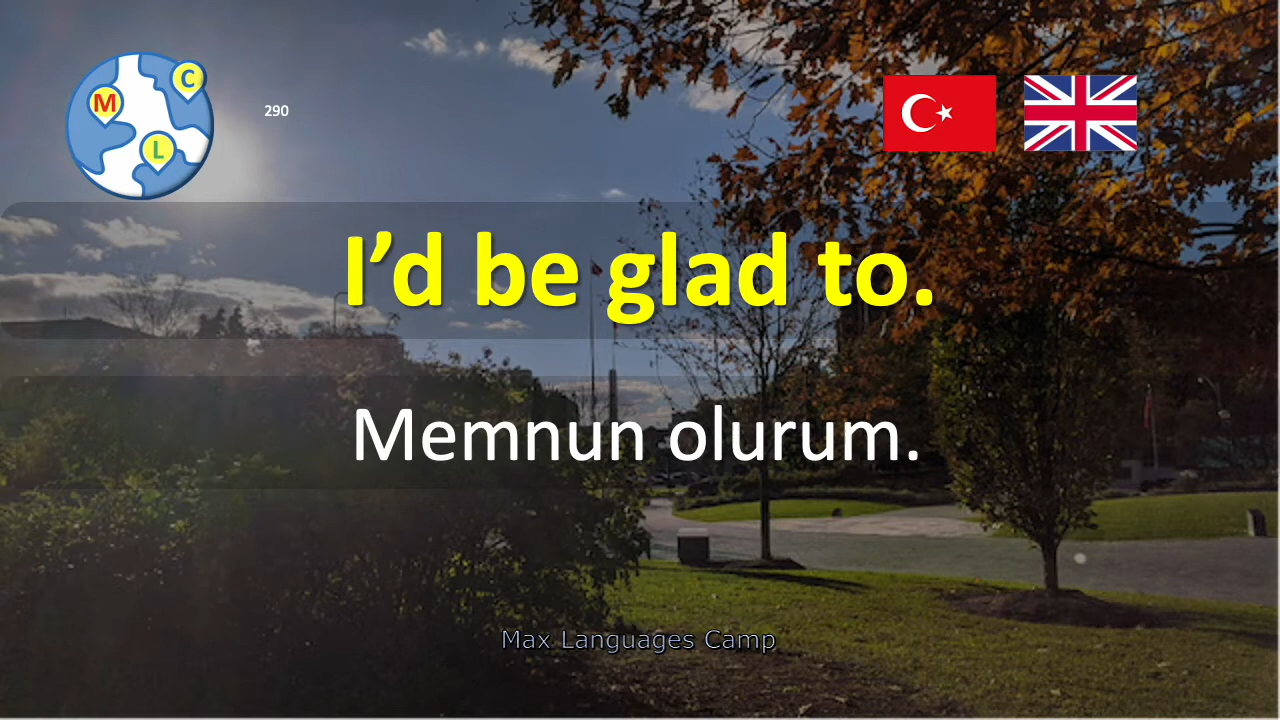 C
M
L
290
I’d be glad to.
Memnun olurum.
Max Languages Camp